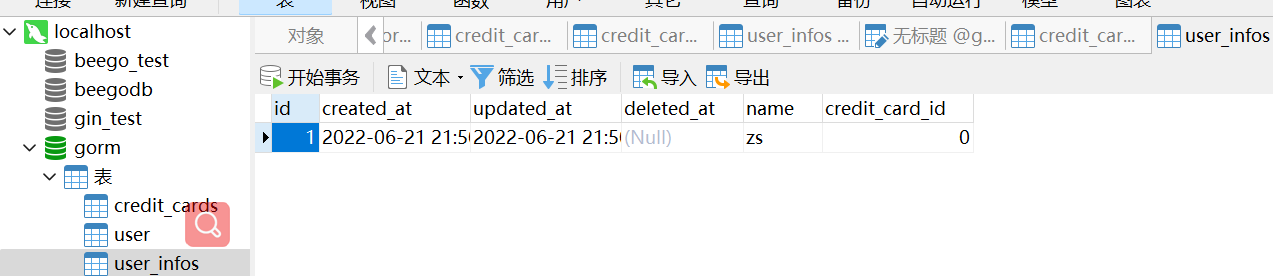 连接 新建查询 表 视图 函数 用户 其它 查询 备份 自动运行 模型 图表
localhost
beego_test
beegodb
gin_test
gorm
表
credit_cards
user
user_infos
对象 or... credit_car... credit_car... user_infos ... 无标题 @g... credit_car... user_infos
开始事务 文本 筛选 排序 导入 导出
id created_at updated_at deleted_at name credit_card_id
1 2022-06-21 21:5 2022-06-21 21:5 (Null) zs 0